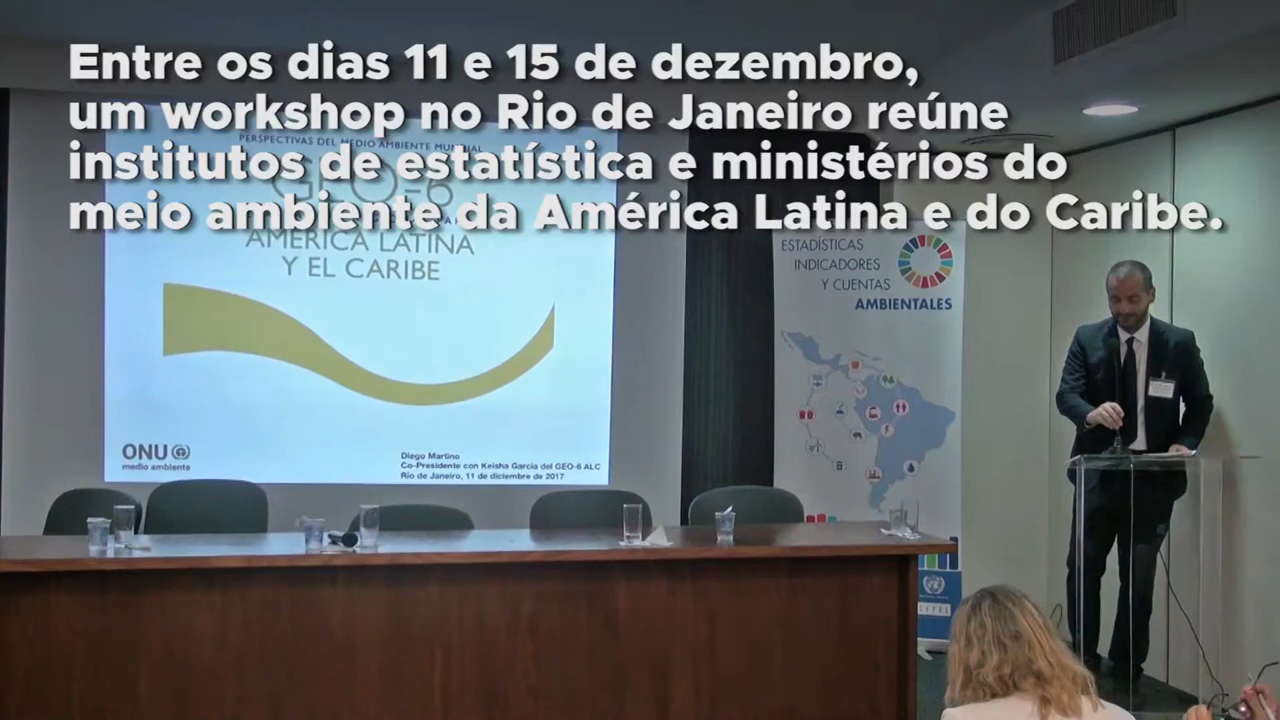 Entre os dias 11 e 15 de dezembro,
um workshop no Rio de Janeiro reúne
institutos de estatística e ministérios do
meio ambiente da América Latina e do Caribe.
PERSPECTIVAS DEL MEDIO AMBIENTE MUNDIAL
GEO-6
AMÉRICA LATINA
Y EL CARIBE
ONU
medio ambiente
Diego Martino
Co-Presidente con Keisha Garcia del GEO-6 ALC
Rio de Janeiro, 11 de diciembre de 2017
ESTADÍSTICAS
INDICADORES
Y CUENTAS
AMBIENTALES